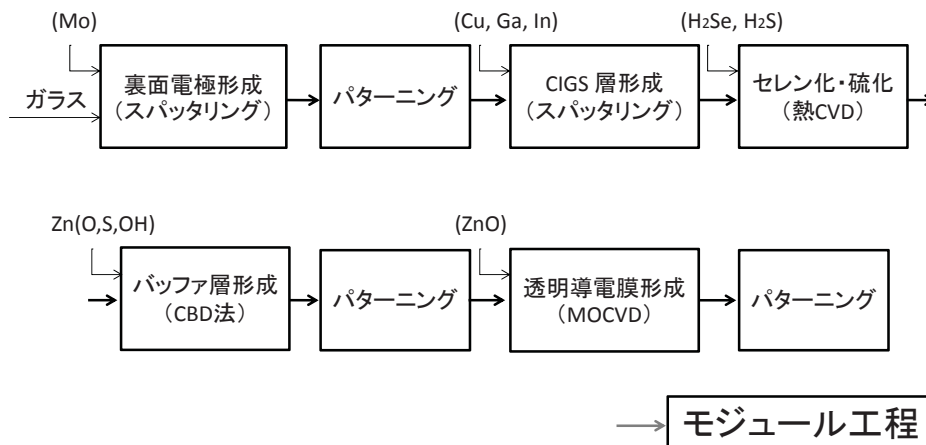 (Mo)
(Cu, Ga, In)
(H2Se, H2S)
ガラス
裏面電極形成
(スパッタリング)
パターニング
CIGS 層形成
(スパッタリング)
セレン化・硫化
(熱CVD)
Zn(O,S,OH)
(ZnO)
バッファ層形成
(CBD法)
パターニング
透明導電膜形成
(MOCVD)
パターニング
モジュール工程